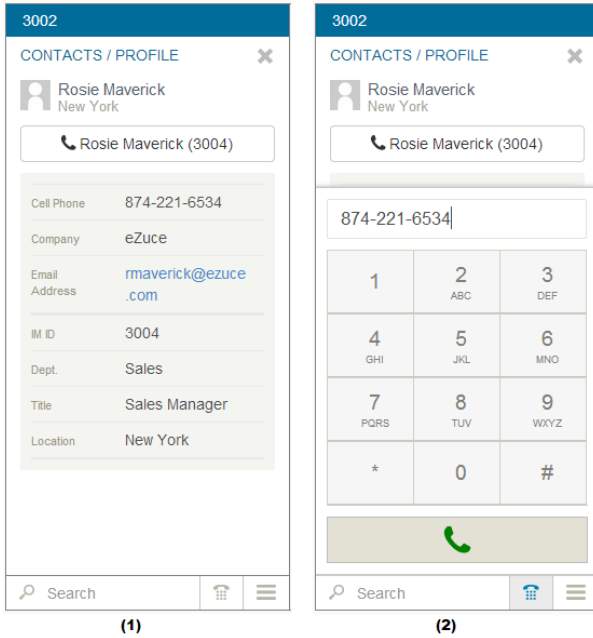 3002
CONTACTS / PROFILE
Rosie Maverick
New York
Rosie Maverick (3004)
Cell Phone 874-221-6534
Company eZuce
Email Address rmaverick@ezuce
.com
IM ID 3004
Dept. Sales
Title Sales Manager
Location New York
Search
(1)
3002
CONTACTS / PROFILE
Rosie Maverick
New York
Rosie Maverick (3004)
874-221-6534
1 2 3
ABC DEF
4 5 6
GHI JKL MNO
7 8 9
PQRS TUV WXYZ
* 0 #
Search
(2)